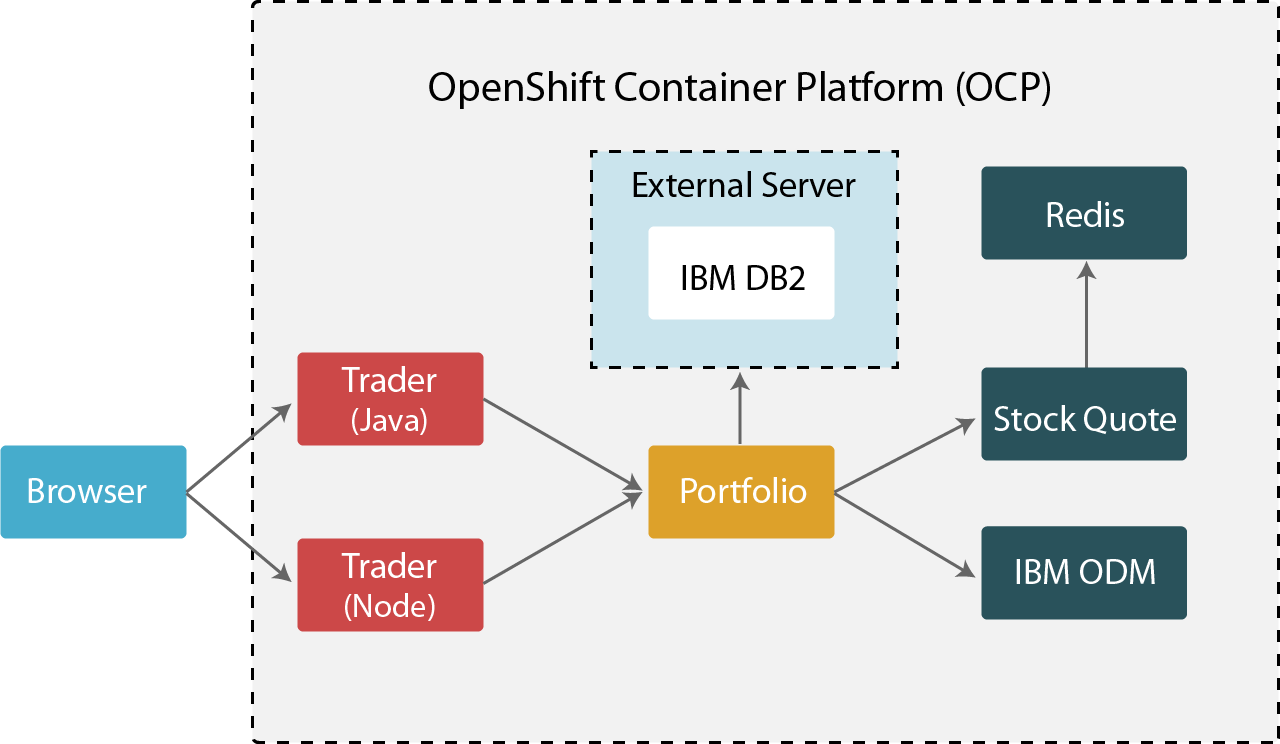 OpenShift Container Platform (OCP)
External Server
IBM DB2
Redis
Trader
(Java)
Stock Quote
Browser
Portfolio
Trader
(Node)
IBM ODM